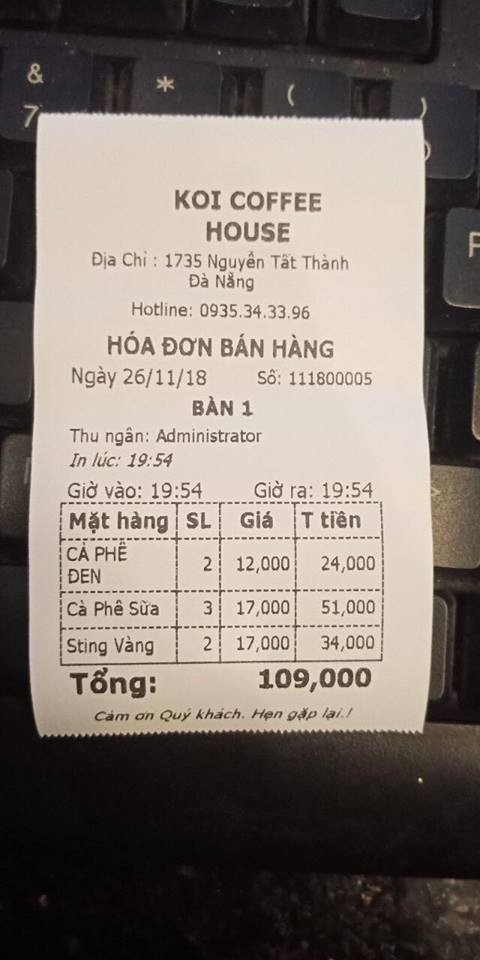 &
7
*
(
)
KOI COFFEE
HOUSE
Địa Chỉ : 1735 Nguyễn Tất Thành
Đà Nẵng
Hotline: 0935.34.33.96
HÓA ĐƠN BÁN HÀNG
Ngày 26/11/18 Số: 111800005
BÀN 1
Thu ngân: Administrator
In lúc: 19:54
Giờ vào: 19:54 Giờ ra: 19:54
Mặt hàng SL Giá T tiền
CÀ PHÊ
ĐEN 2 12,000 24,000
Cà Phê Sữa 3 17,000 51,000
Sting Vàng 2 17,000 34,000
Tổng: 109,000
Cảm ơn Quý khách. Hẹn gặp lại.!